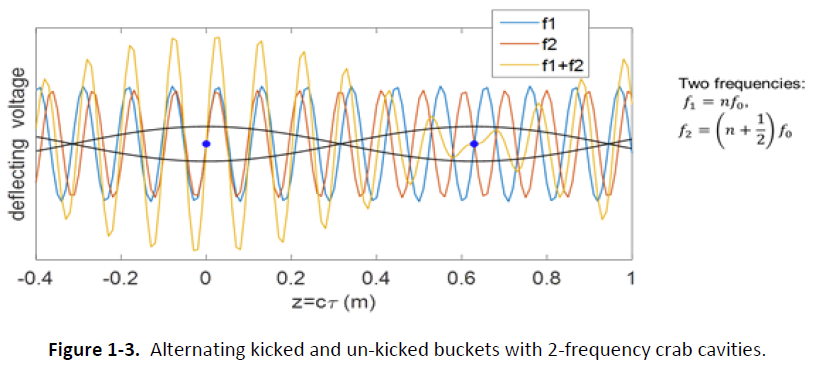 f1
f2
f1+f2
deflecting voltage
-0.4
-0.2
0
0.2
0.4
0.6
0.8
1
z=cτ (m)
Two frequencies:
f₁ = nf₀,
f₂ = (n + 1/2) f₀
Figure 1-3. Alternating kicked and un-kicked buckets with 2-frequency crab cavities.